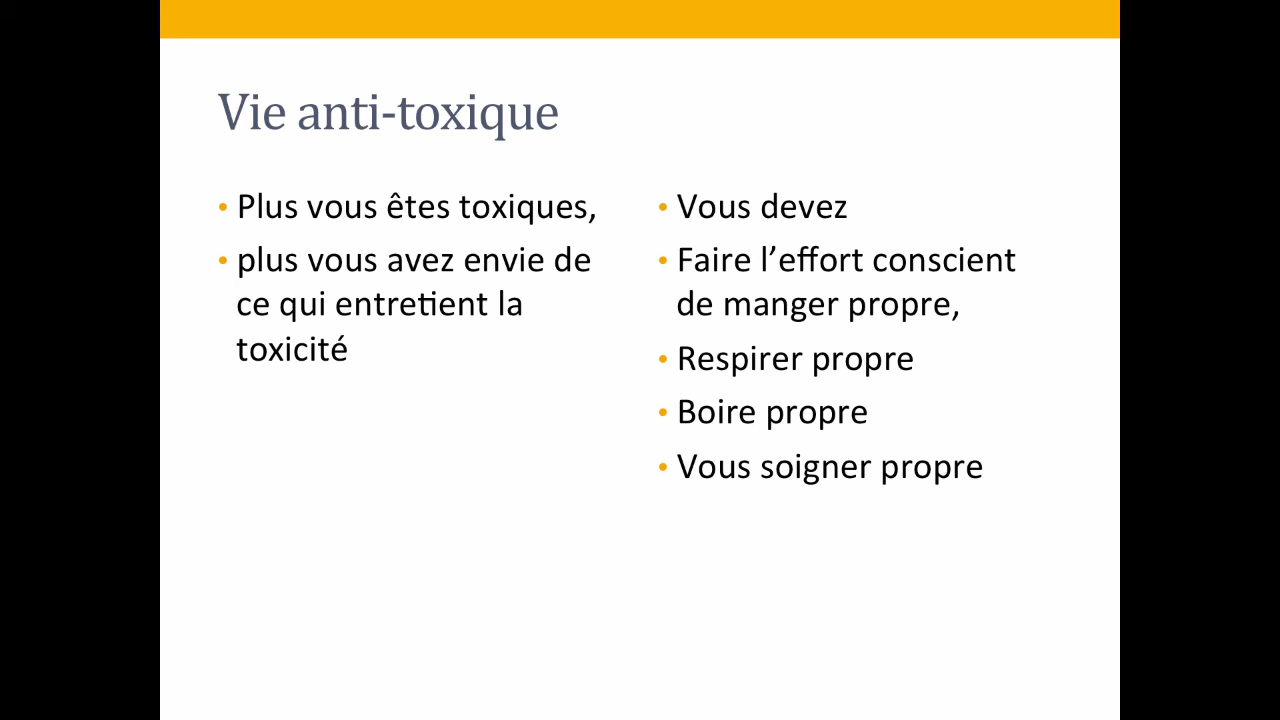 Vie anti-toxique
• Plus vous êtes toxiques,
• plus vous avez envie de
ce qui entretient la
toxicité
• Vous devez
• Faire l’effort conscient
de manger propre,
• Respirer propre
• Boire propre
• Vous soigner propre